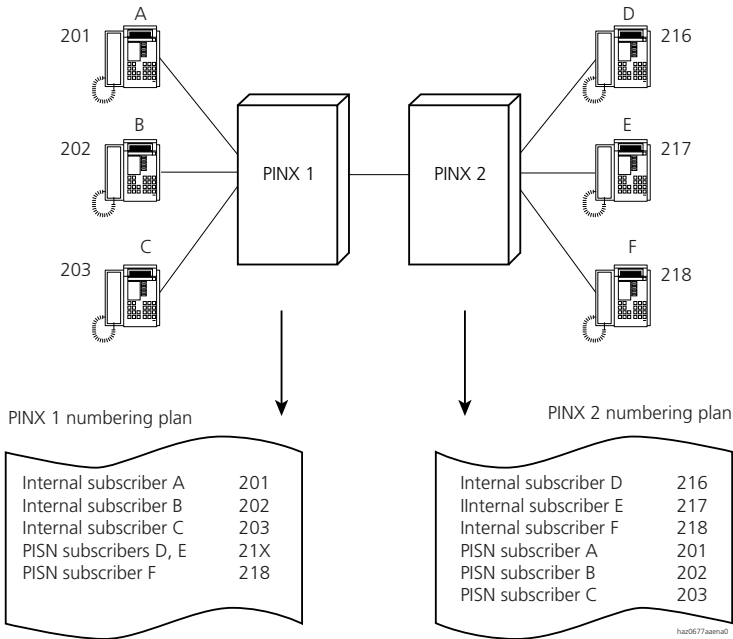 A
D
201
216
B
E
202
217
PINX 1
PINX 2
C
F
203
218
PINX 1 numbering plan
PINX 2 numbering plan
Internal subscriber A 201
Internal subscriber B 202
Internal subscriber C 203
PISN subscribers D, E 21X
PISN subscriber F 218
Internal subscriber D 216
IInternal subscriber E 217
Internal subscriber F 218
PISN subscriber A 201
PISN subscriber B 202
PISN subscriber C 203
haz0677aaena0